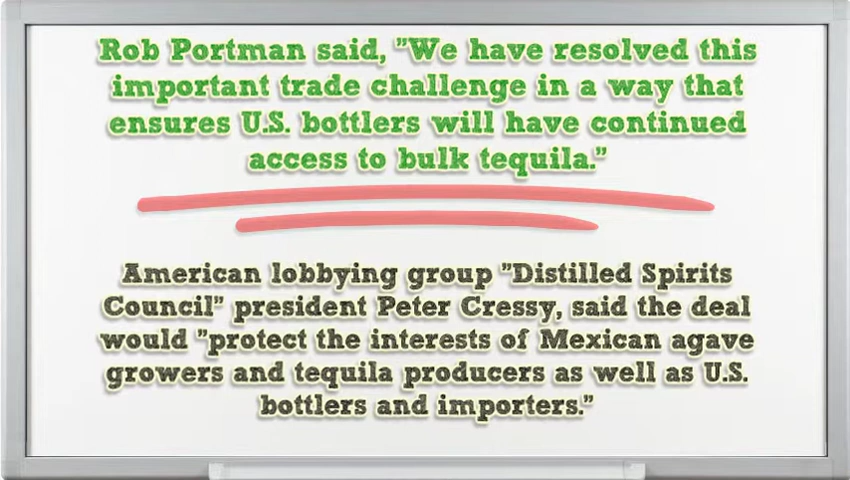 Rob Portman said, "We have resolved this
important trade challenge in a way that
ensures U.S. bottlers will have continued
access to bulk tequila."
American lobbying group "Distilled Spirits
Council" president Peter Cressy, said the deal
would "protect the interests of Mexican agave
growers and tequila producers as well as U.S.
bottlers and importers."